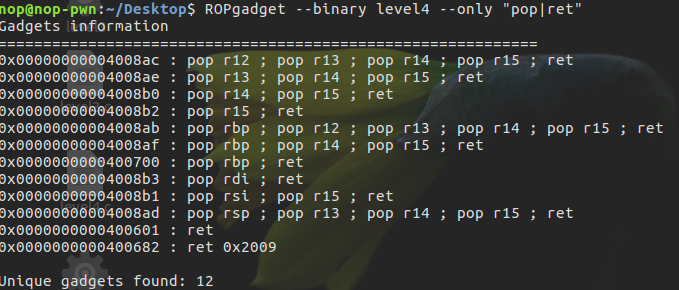 nop@nop-pwn:~/Desktop$ ROPgadget --binary level4 --only "pop|ret"
Gadgets information
============================================================
0x00000000004008ac : pop r12 ; pop r13 ; pop r14 ; pop r15 ; ret
0x00000000004008ae : pop r13 ; pop r14 ; pop r15 ; ret
0x00000000004008b0 : pop r14 ; pop r15 ; ret
0x00000000004008b2 : pop r15 ; ret
0x00000000004008ab : pop rbp ; pop r12 ; pop r13 ; pop r14 ; pop r15 ; ret
0x00000000004008af : pop rbp ; pop r14 ; pop r15 ; ret
0x0000000000400700 : pop rbp ; ret
0x00000000004008b3 : pop rdi ; ret
0x00000000004008b1 : pop rsi ; pop r15 ; ret
0x00000000004008ad : pop rsp ; pop r13 ; pop r14 ; pop r15 ; ret
0x0000000000400601 : ret
0x0000000000400682 : ret 0x2009
Unique gadgets found: 12